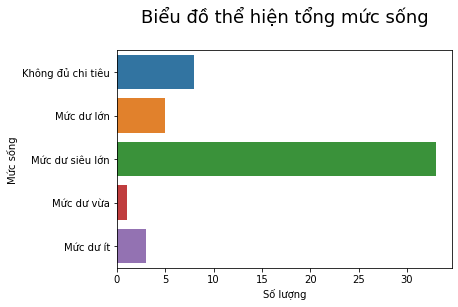 Biểu đồ thể hiện tổng mức sống
Mức sống
Không đủ chi tiêu
Mức dư lớn
Mức dư siêu lớn
Mức dư vừa
Mức dư ít
0 5 10 15 20 25 30
Số lượng